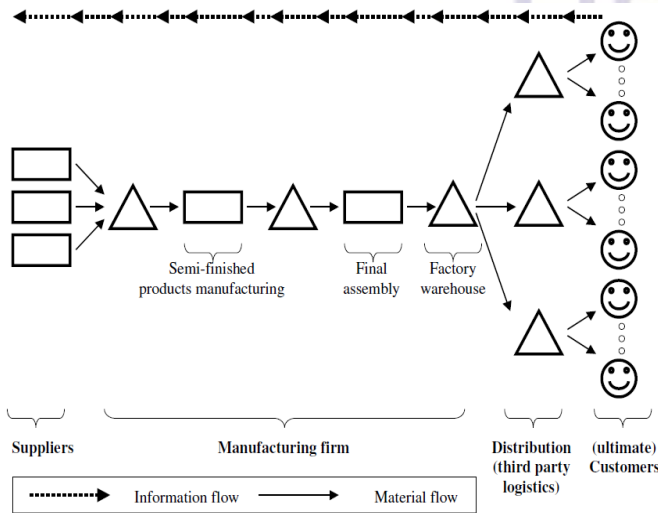 Semi-finished
products manufacturing
Final
assembly
Factory
warehouse
Suppliers
Manufacturing firm
Distribution
(third party
logistics)
(ultimate)
Customers
Information flow
Material flow